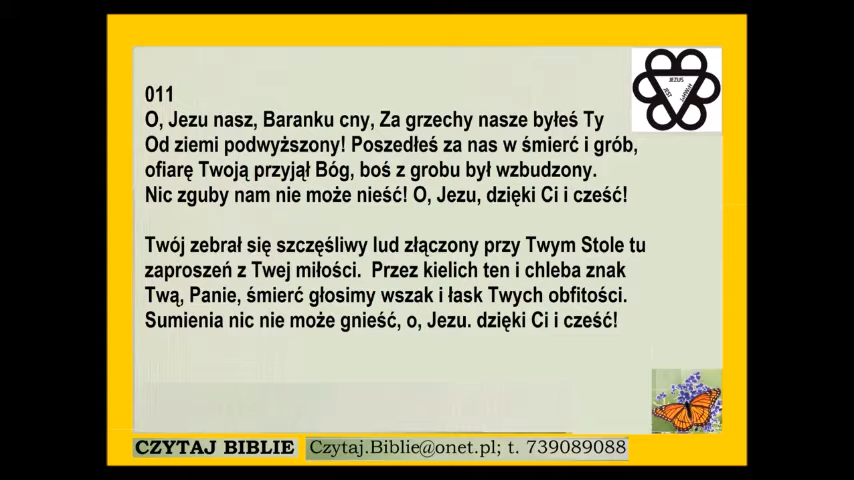 011
O, Jezu nasz, Baranku cny, Za grzechy nasze byłeś Ty
Od ziemi podwyższony! Poszedłeś za nas w śmierć i grób,
ofiarę Twoją przyjął Bóg, boś z grobu był wzbudzony.
Nic zguby nam nie może nieść! O, Jezu, dzięki Ci i cześć!
Twój zebrał się szczęśliwy lud złączony przy Twym Stole tu
zaproszeń z Twej miłości. Przez kielich ten i chleba znak
Twą, Panie, śmierć głosimy wszak i łask Twych obfitości.
Sumienia nic nie może gnieść, o, Jezu. dzięki Ci i cześć!
JEZUS
JEST
PANEM
CZYTAJ BIBLIE Czytaj.Biblie@onet.pl; t. 739089088